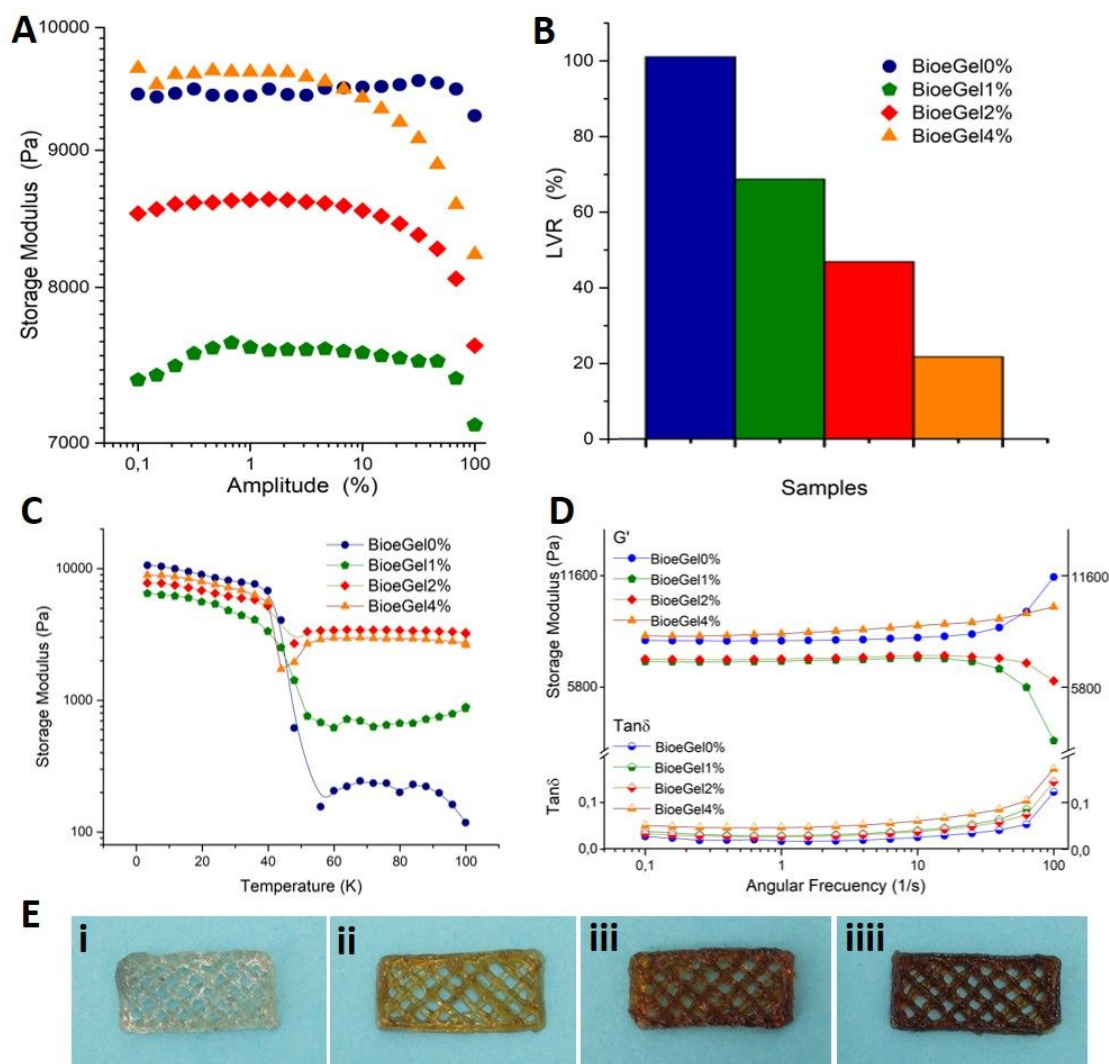 A
Storage Modulus (Pa)
10000
9000
8000
7000
0,1
1
10
100
Amplitude (%)
B
LVR (%)
100
80
60
40
20
0
BioeGel0%
BioeGel1%
BioeGel2%
BioeGel4%
Samples
C
Storage Modulus (Pa)
10000
1000
100
BioeGel0%
BioeGel1%
BioeGel2%
BioeGel4%
0
20
40
60
80
100
Temperature (K)
D
Storage Modulus (Pa)
11600
5800
G'
BioeGel0%
BioeGel1%
BioeGel2%
BioeGel4%
11600
5800
Tanδ
Tanδ
BioeGel0%
BioeGel1%
BioeGel2%
BioeGel4%
0,1
0,0
0,1
0,0
0,1
1
10
100
Angular Frecuency (1/s)
E
i
ii
iii
iiii